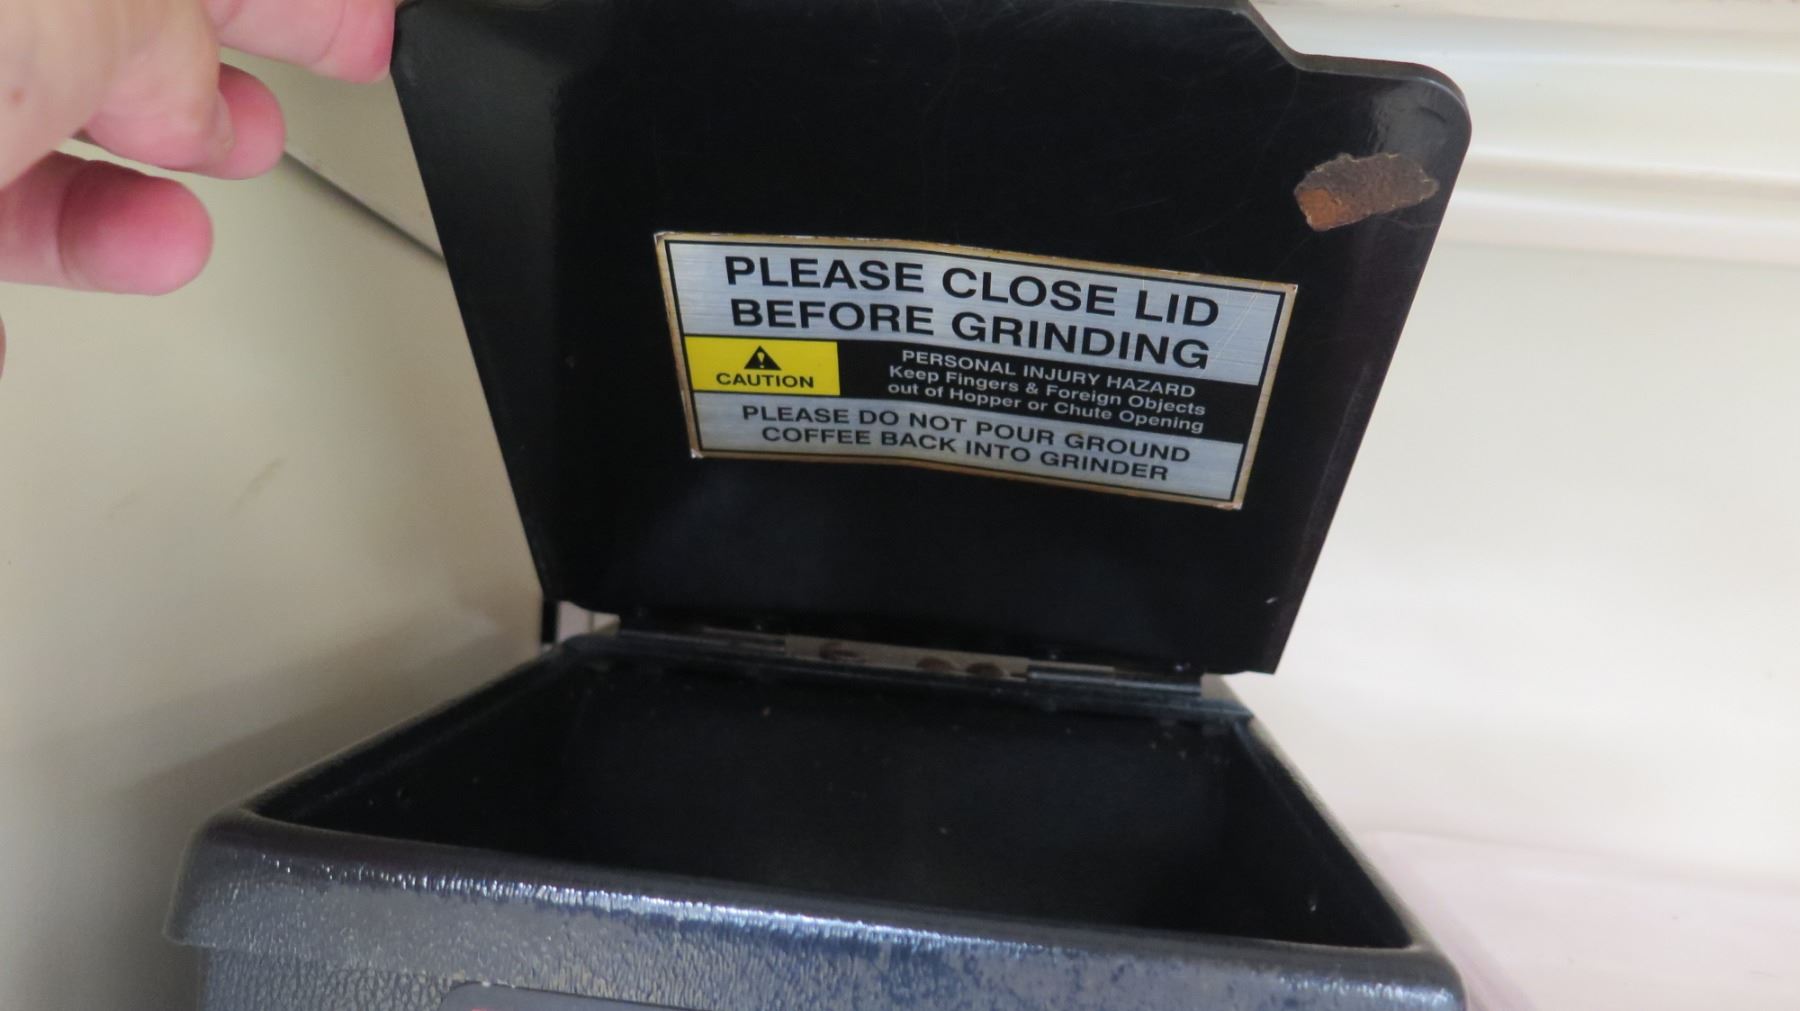 PLEASE CLOSE LID
BEFORE GRINDING
CAUTION
PERSONAL INJURY HAZARD
Keep Fingers & Foreign Objects
out of Hopper or Chute Opening
PLEASE DO NOT POUR GROUND
COFFEE BACK INTO GRINDER